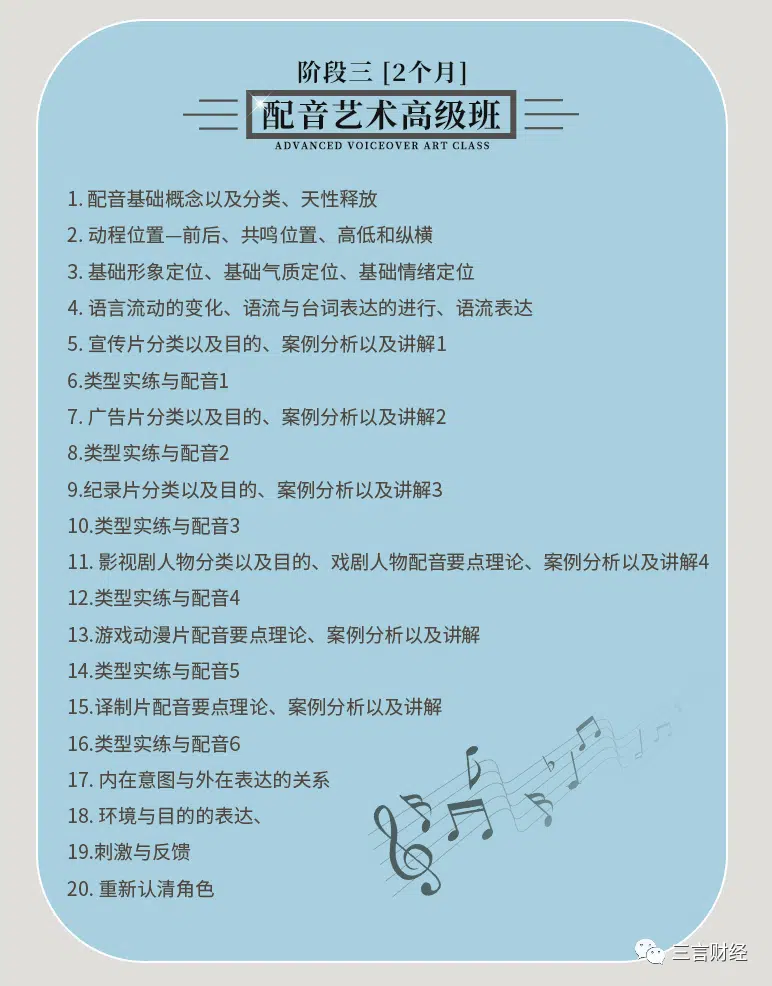 阶段三 [2个月]
配音艺术高级班
ADVANCED VOICEOVER ART CLASS
1. 配音基础概念以及分类、天性释放
2. 动程位置—前后、共鸣位置、高低和纵横
3. 基础形象定位、基础气质定位、基础情绪定位
4. 语言流动的变化、语流与台词表达的进行、语流表达
5. 宣传片分类以及目的、案例分析以及讲解1
6.类型实练与配音1
7. 广告片分类以及目的、案例分析以及讲解2
8.类型实练与配音2
9.纪录片分类以及目的、案例分析以及讲解3
10.类型实练与配音3
11. 影视剧人物分类以及目的、戏剧人物配音要点理论、案例分析以及讲解4
12.类型实练与配音4
13.游戏动漫片配音要点理论、案例分析以及讲解
14.类型实练与配音5
15.译制片配音要点理论、案例分析以及讲解
16.类型实练与配音6
17. 内在意图与外在表达的关系
18. 环境与目的的表达、
19.刺激与反馈
20. 重新认清角色
三言财经